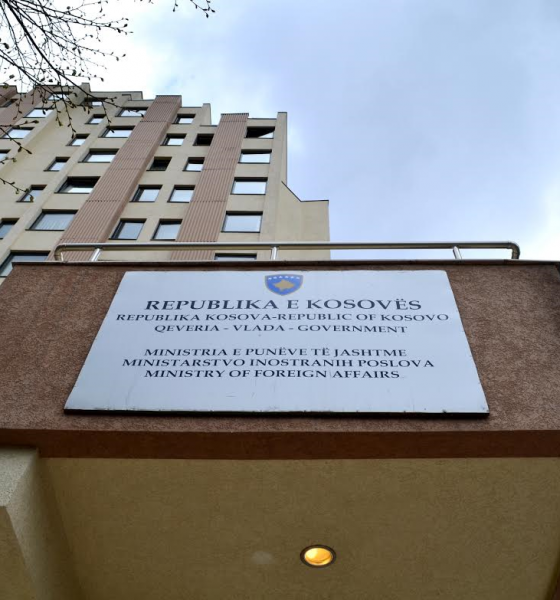 REPUBLIKA E KOSOVËS
REPUBLIKA KOSOVA-REPUBLIC OF KOSOVO
QEVERIA - VLADA - GOVERNMENT
MINISTRIA E PUNËVE TË JASHTME
MINISTARSTVO INOSTRANIH POSLOVA
MINISTRY OF FOREIGN AFFAIRS